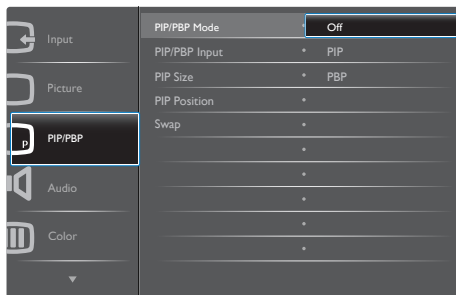 Input
Picture
PIP/PBP
Audio
Color
PIP/PBP Mode
PIP/PBP Input
PIP Size
PIP Position
Swap
Off
PIP
PBP
P